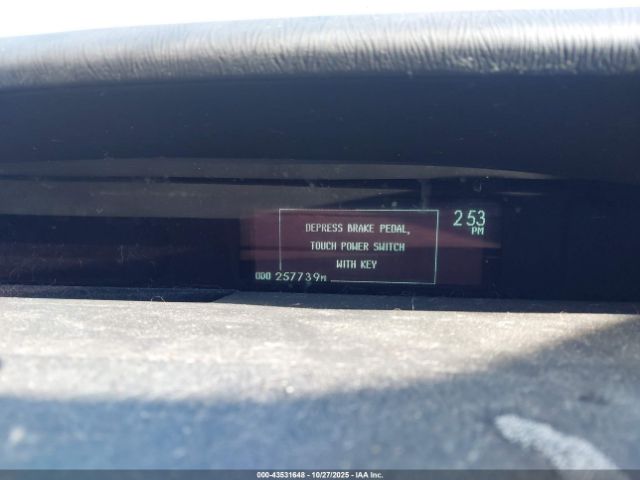 DEPRESS BRAKE PEDAL,
TOUCH POWER SWITCH
WITH KEY
2 53
PM
ODO 257739M
000-43531648 | 10/27/2025 | IAA Inc.